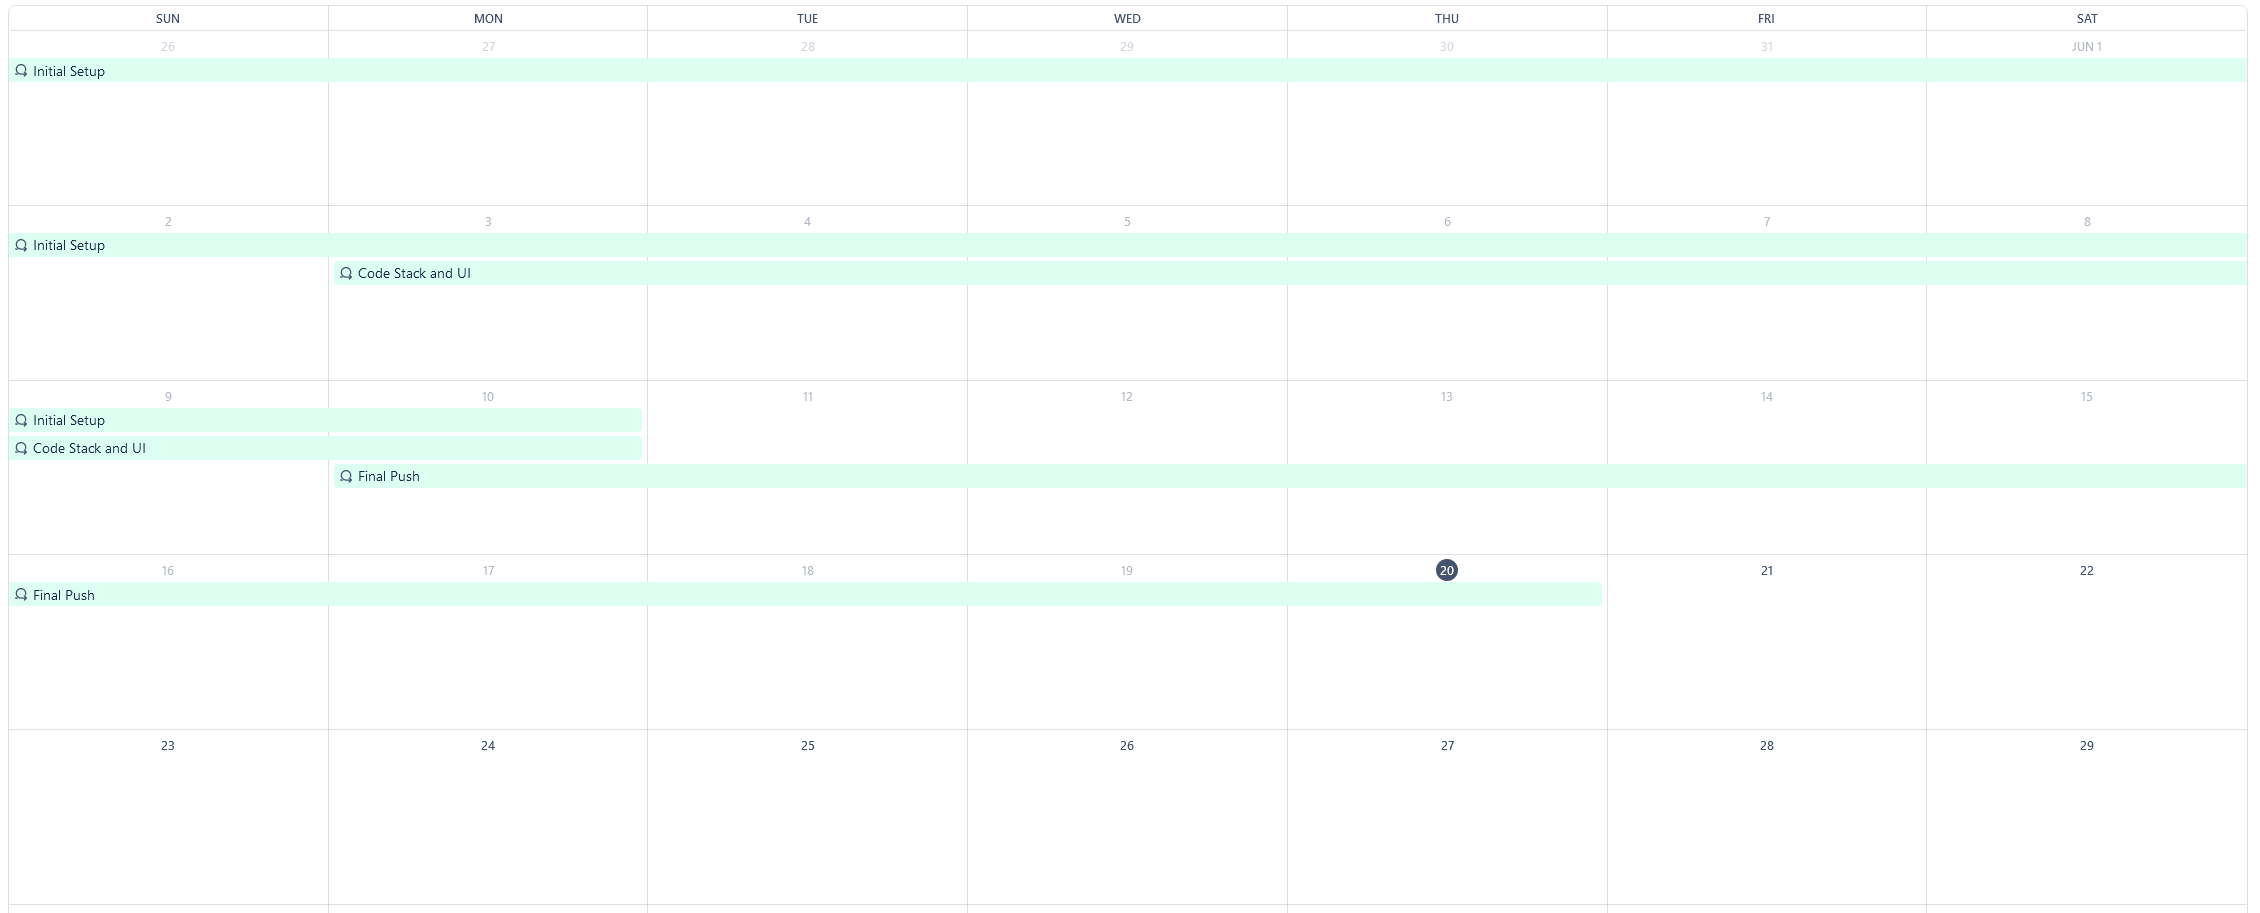 SUN MON TUE WED THU FRI SAT
26 27 28 29 30 31 JUN 1
Initial Setup
2 3 4 5 6 7 8
Initial Setup
Code Stack and UI
9 10 11 12 13 14 15
Initial Setup
Code Stack and UI
Final Push
16 17 18 19 20 21 22
Final Push
23 24 25 26 27 28 29